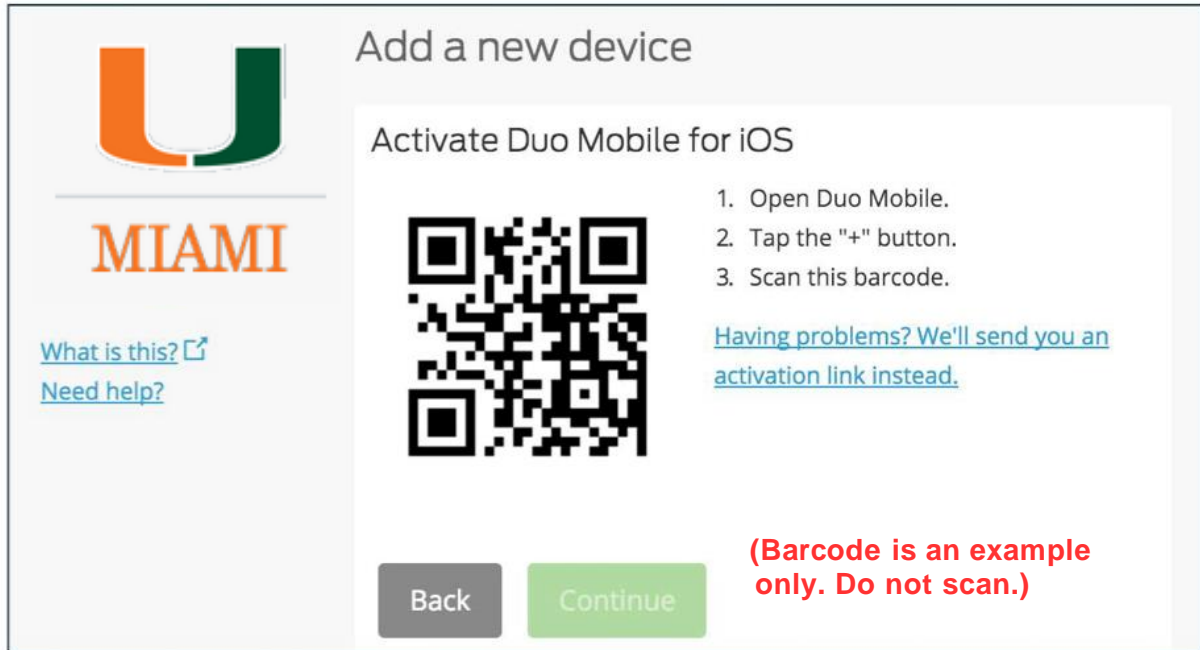 Add a new device
MIAMI
What is this?
Need help?
Activate Duo Mobile for iOS
1. Open Duo Mobile.
2. Tap the "+" button.
3. Scan this barcode.
Having problems? We'll send you an
activation link instead.
(Barcode is an example
only. Do not scan.)
Back
Continue